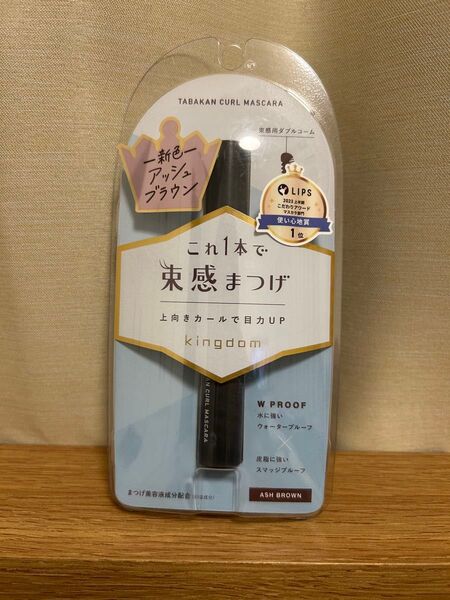 TABAKAN CURL MASCARA
束感用ダブルコーム
一新色一
アッシュ
ブラウン
LIPS
2023 上半期
こだわりアワード
マスカラ部門
使い心地賞
1位
これ1本で
束感まつげ
上向きカールで目力UP
kingdom
TABAKAN CURL MASCARA
W PROOF
水に強い
ウォータープルーフ
×
皮脂に強い
スマッジプルーフ
まつげ美容液成分配合
ASH BROWN